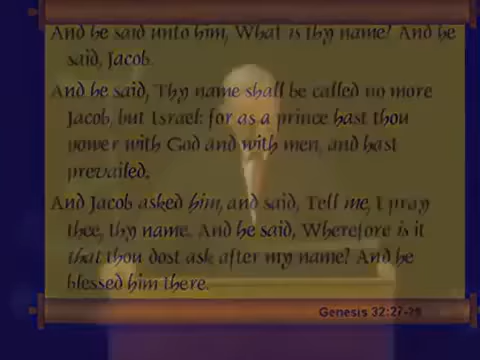 And he said unto him, What is thy name? And he
said, Jacob.
And he said, Thy name shall be called no more
Jacob, but Israel: for as a prince hast thou
power with God and with men, and hast
prevailed.
And Jacob asked him, and said, Tell me, I pray
thee, thy name. And he said, Wherefore is it
that thou dost ask after my name? And he
blessed him there.
Genesis 32:27-29